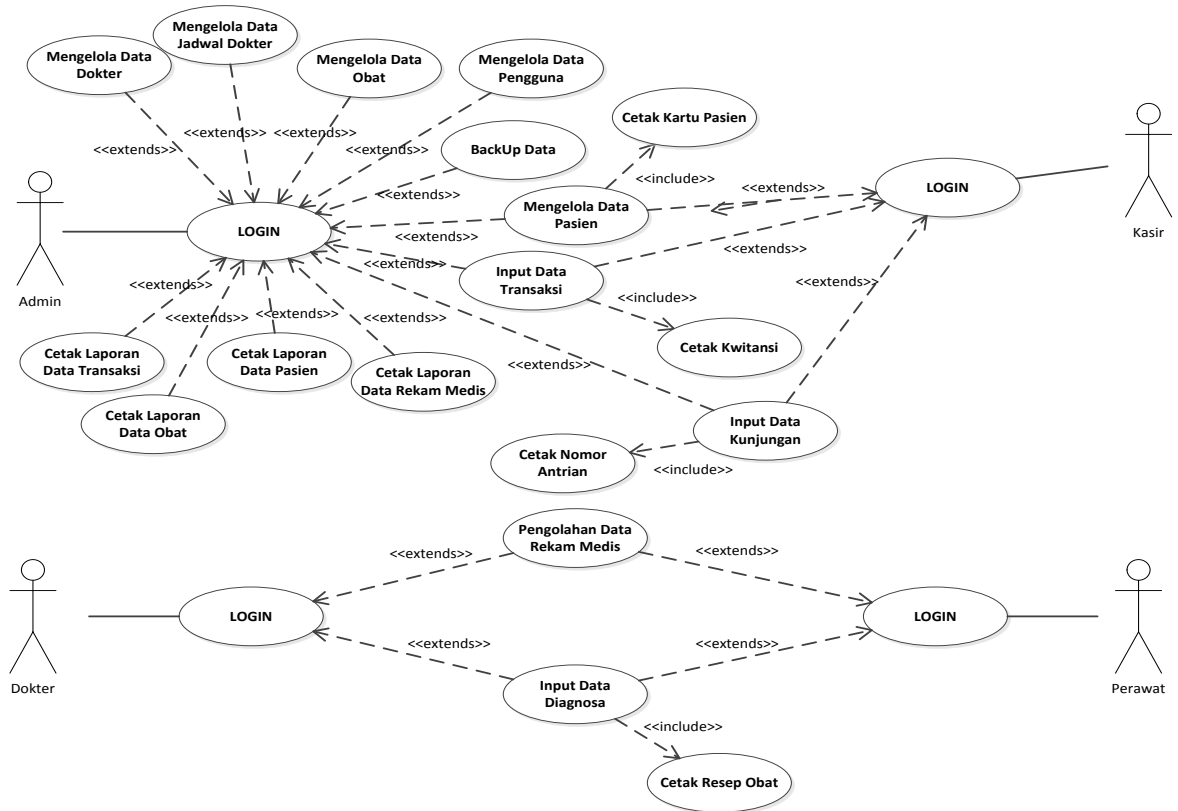 Mengelola Data
Jadwal Dokter
Mengelola Data
Dokter
Mengelola Data
Obat
Mengelola Data
Pengguna
Cetak Kartu Pasien
<<extends>>
<<extends>>
<<extends>>
<<extends>>
BackUp Data
<<extends>>
<<include>>
<<extends>>
LOGIN
Kasir
Mengelola Data
Pasien
LOGIN
Admin
<<extends>>
<<extends>>
<<extends>>
Input Data
Transaksi
<<extends>>
<<extends>>
<<extends>>
<<extends>>
<<extends>>
<<include>>
Cetak Kwitansi
Cetak Laporan
Data Transaksi
Cetak Laporan
Data Pasien
Cetak Laporan
Data Rekam Medis
<<extends>>
Cetak Laporan
Data Obat
Input Data
Kunjungan
Cetak Nomor
Antrian
<<include>>
Pengolahan Data
Rekam Medis
<<extends>>
<<extends>>
LOGIN
LOGIN
<<extends>>
<<extends>>
Dokter
Perawat
Input Data
Diagnosa
<<include>>
Cetak Resep Obat